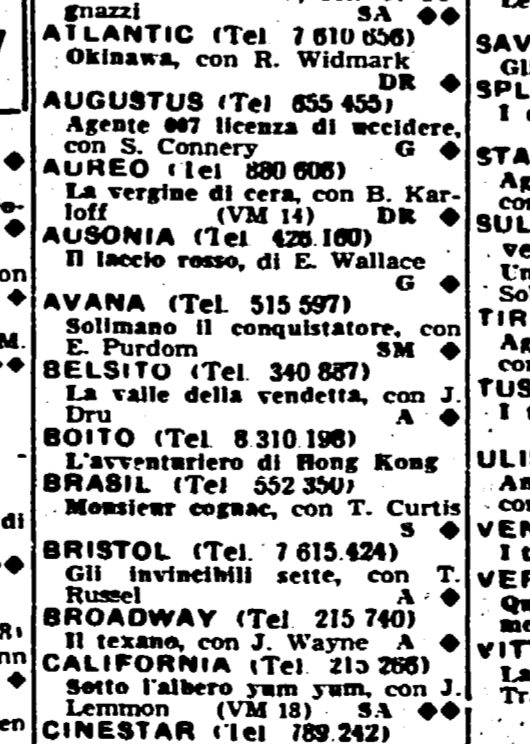 gnazzi SA ◆◆
ATLANTIC (Tel 7 610 656)
Okinawa, con R. Widmark
DR ◆
AUGUSTUS (Tel 655 455)
Agente 007 licenza di uccidere,
con S. Connery G ◆
AUREO (Tel 880 606)
La vergine di cera, con B. Kar-
loff (VM 14) DR ◆
AUSONIA (Tel 426.160)
Il laccio rosso, di E. Wallace
G ◆
AVANA (Tel. 515 597)
Solimano il conquistatore, con
E. Purdom SM ◆
BELSITO (Tel. 340 887)
La valle della vendetta, con J.
Dru A ◆
BOITO (Tel. 8.310.198)
L'avventuriero di Hong Kong
BRASIL (Tel 552 350)
Monsieur cognac, con T. Curtis
S ◆
BRISTOL (Tel. 7 615.424)
Gli invincibili sette, con T.
Russel A ◆
BROADWAY (Tel. 215 740)
Il texano, con J. Wayne A ◆
CALIFORNIA (Tel. 215 266)
Sotto l'albero yum yum, con J.
Lemmon (VM 18) SA ◆◆
CINESTAR (Tel 789.242)